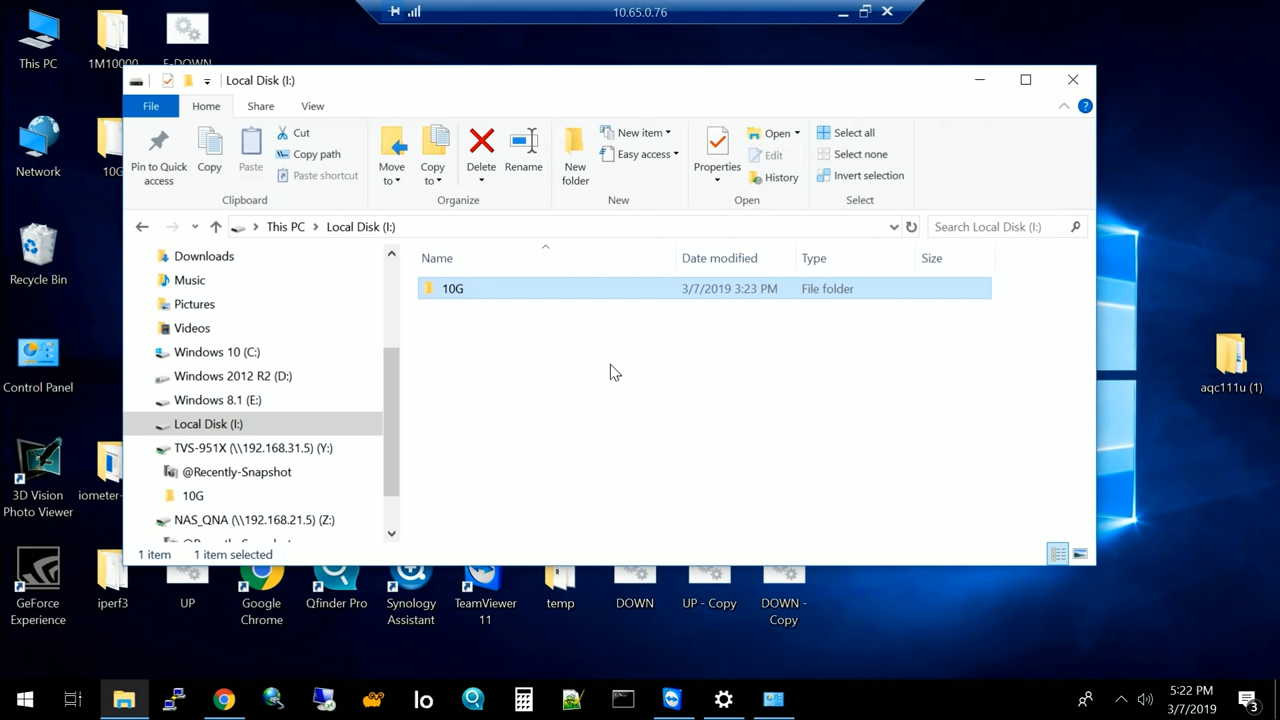 10.65.0.76
This PC
1M10000
E-DOWN
Local Disk (I:)
File
Home
Share
View
Pin to Quick
access
Copy
Paste
Cut
Copy path
Paste shortcut
Clipboard
Move
to
Copy
to
Delete
Rename
Organize
New
folder
New item
Easy access
New
Properties
Open
Edit
History
Open
Select all
Select none
Invert selection
Select
Network
10G
This PC > Local Disk (I:)
Search Local Disk (I:)
Name
Date modified
Type
Size
10G
3/7/2019 3:23 PM
File folder
Downloads
Music
Pictures
Videos
Windows 10 (C:)
Windows 2012 R2 (D:)
Windows 8.1 (E:)
Local Disk (I:)
TVS-951X (\\192.168.31.5) (Y:)
@Recently-Snapshot
10G
NAS_QNA (\\192.168.21.5) (Z:)
1 item
1 item selected
Recycle Bin
Control Panel
aqc111u (1)
3D Vision
Photo Viewer
iometer-
GeForce
Experience
iperf3
UP
Google
Chrome
Qfinder Pro
Synology
Assistant
TeamViewer
11
temp
DOWN
UP - Copy
DOWN -
Copy
Io
5:22 PM
3/7/2019
3